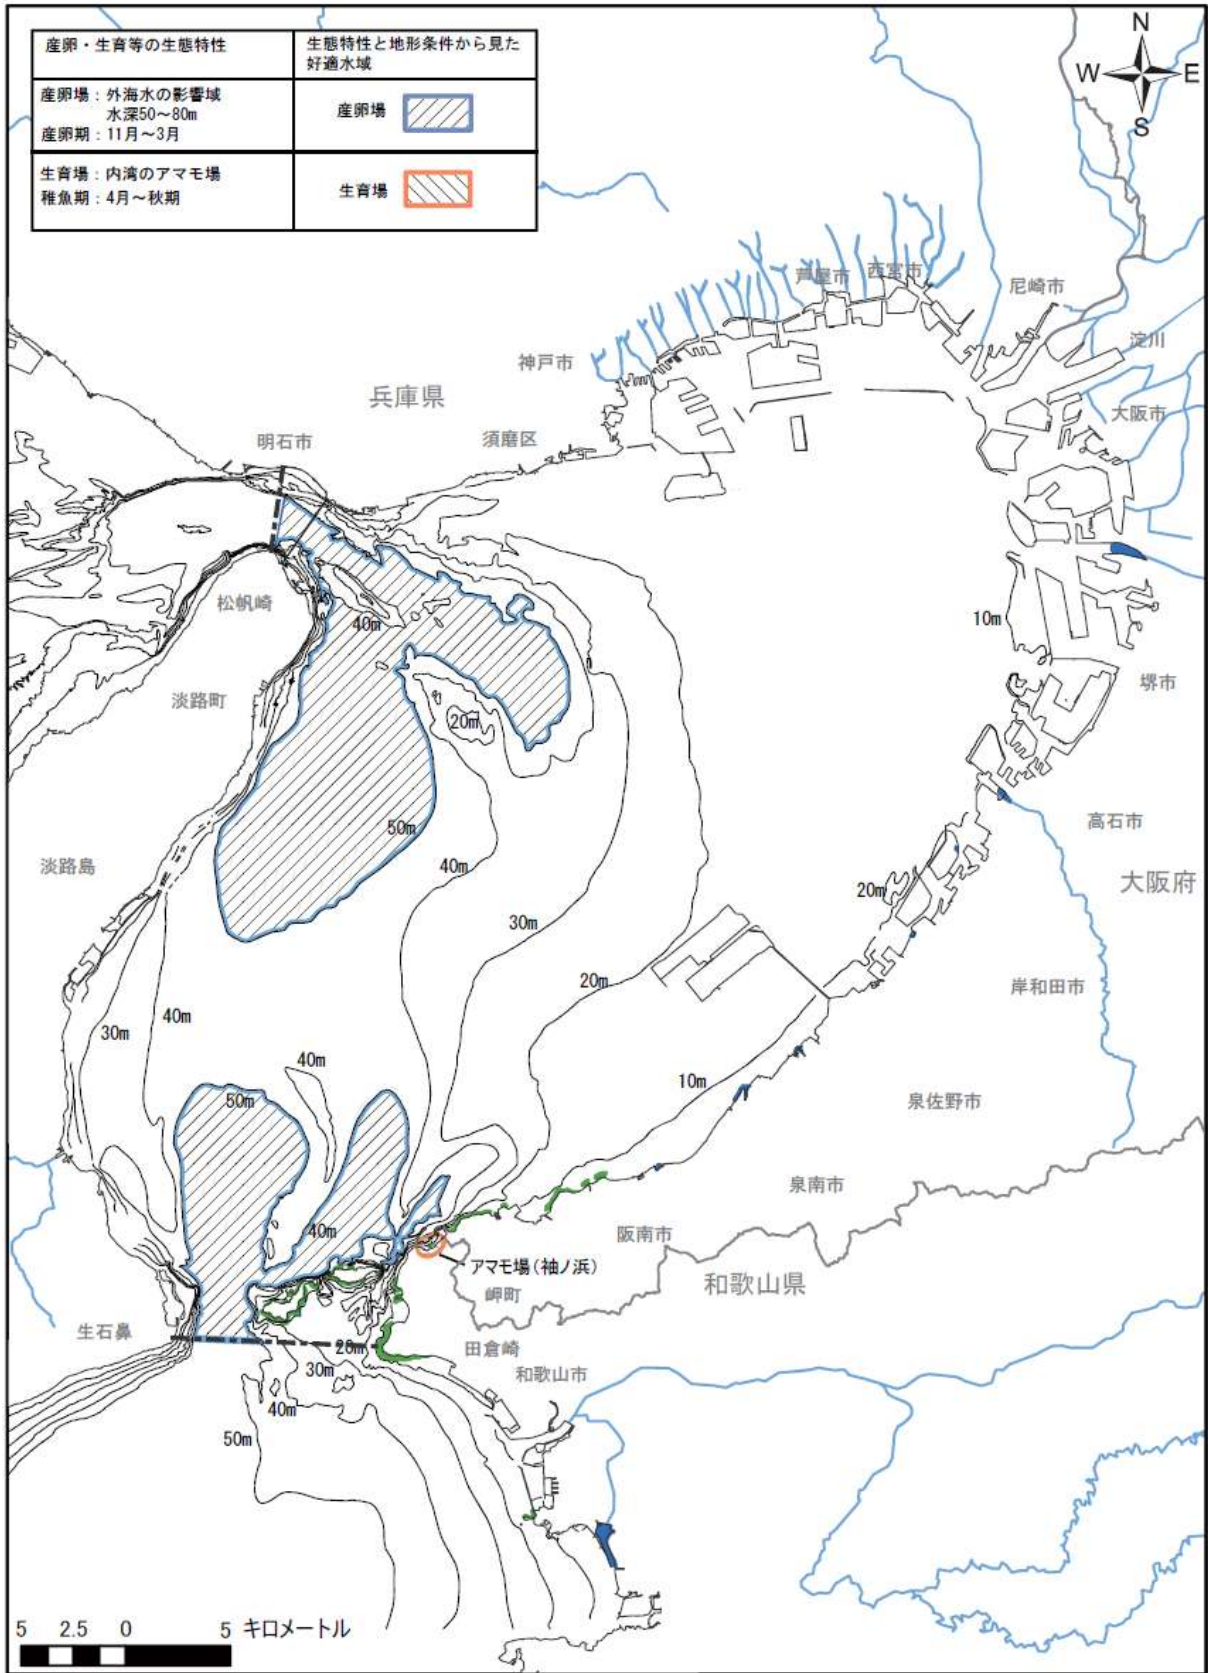 産卵・生育等の生態特性
生態特性と地形条件から見た
好適水域
産卵場：外海水の影響域
水深50～80m
産卵期：11月～3月
産卵場
生育場：内湾のアマモ場
稚魚期：4月～秋期
生育場
N
W
E
S
芦屋市
西宮市
尼崎市
淀川
神戸市
兵庫県
大阪市
明石市
須磨区
松帆崎
40m
10m
堺市
淡路町
20m
50m
高石市
淡路島
40m
大阪府
20m
30m
20m
岸和田市
40m
30m
40m
10m
50m
泉佐野市
泉南市
40m
阪南市
アマモ場(袖ノ浜)
和歌山県
岬町
生石鼻
20m
田倉崎
30m
和歌山市
40m
50m
5 2.5 0 5 キロメートル